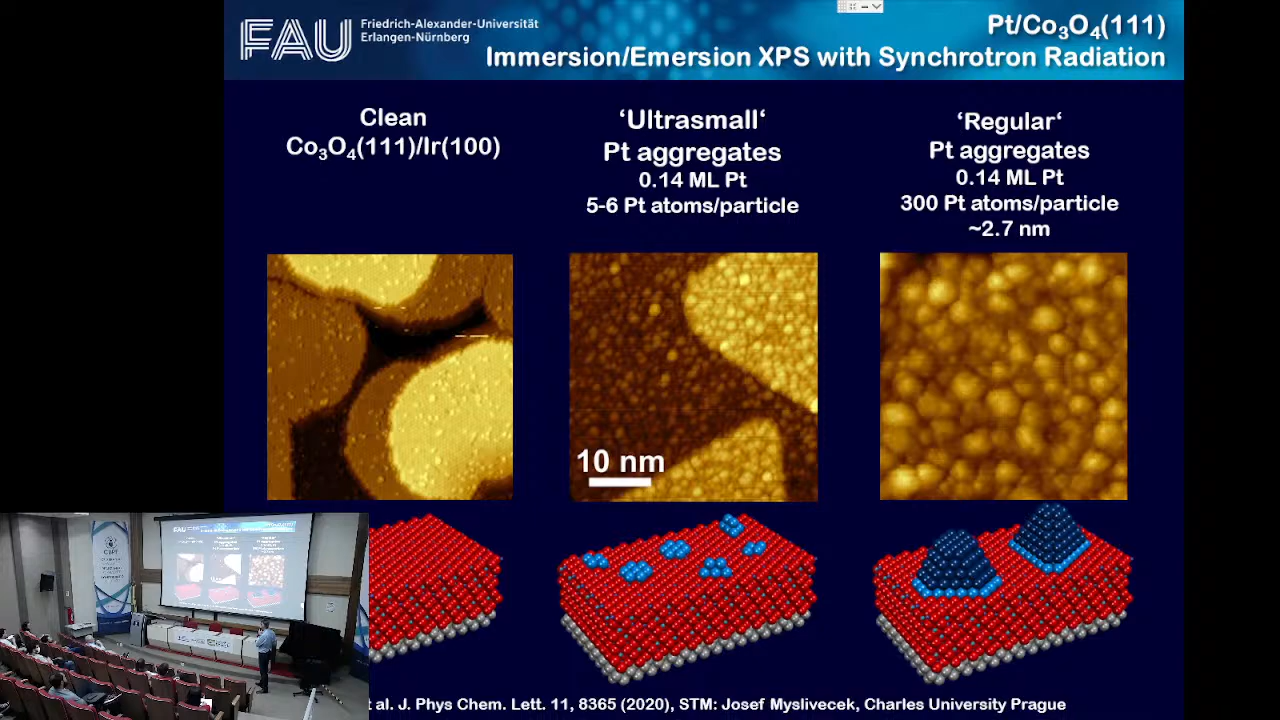 FAU
Friedrich-Alexander-Universität
Erlangen-Nürnberg
Pt/Co₃O₄(111)
Immersion/Emersion XPS with Synchrotron Radiation
Clean
Co₃O₄(111)/Ir(100)
‘Ultrasmall‘
Pt aggregates
0.14 ML Pt
5-6 Pt atoms/particle
‘Regular‘
Pt aggregates
0.14 ML Pt
300 Pt atoms/particle
~2.7 nm
10 nm
t al. J. Phys Chem. Lett. 11, 8365 (2020), STM: Josef Myslivecek, Charles University Prague